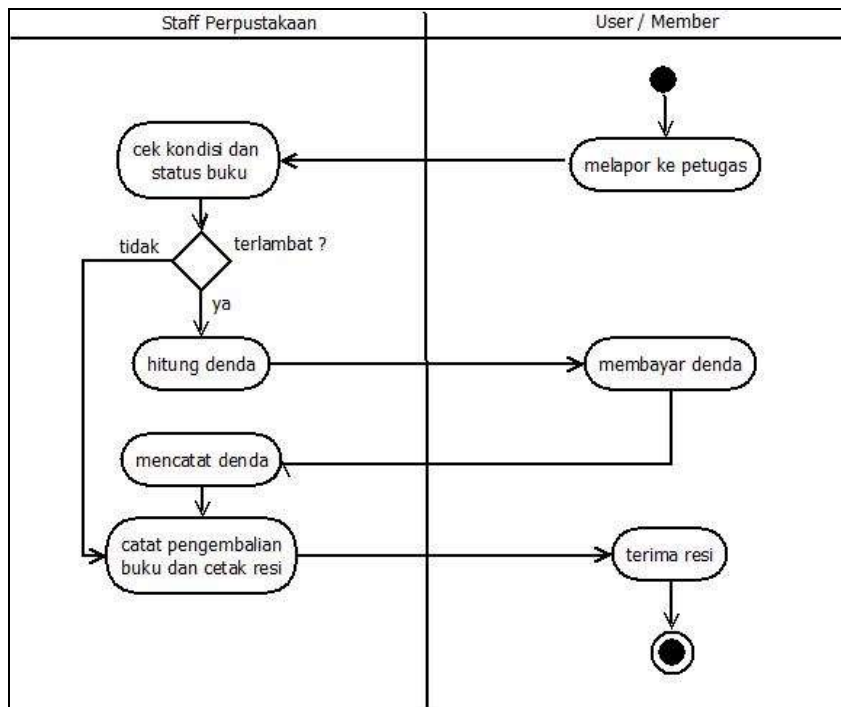 Staff Perpustakaan
User / Member
melapor ke petugas
cek kondisi dan
status buku
tidak
terlambat ?
ya
hitung denda
membayar denda
mencatat denda
catat pengembalian
buku dan cetak resi
terima resi